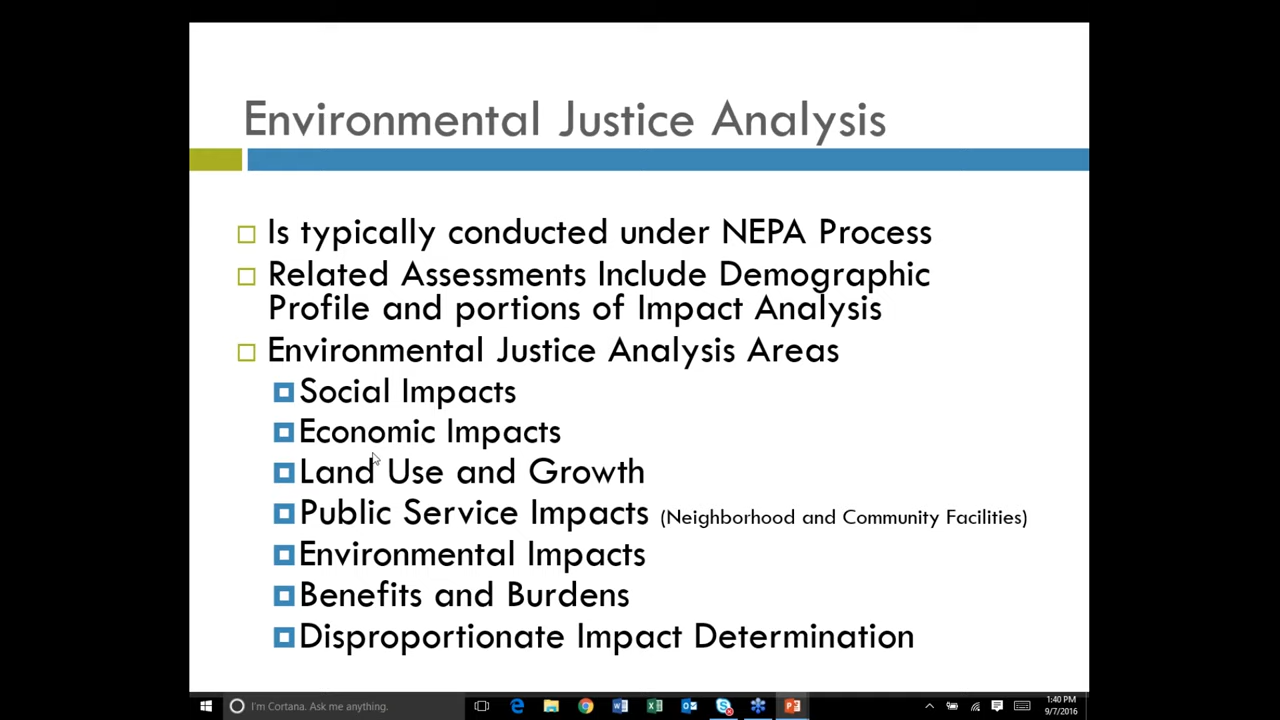 Environmental Justice Analysis
Is typically conducted under NEPA Process
Related Assessments Include Demographic
Profile and portions of Impact Analysis
Environmental Justice Analysis Areas
Social Impacts
Economic Impacts
Land Use and Growth
Public Service Impacts (Neighborhood and Community Facilities)
Environmental Impacts
Benefits and Burdens
Disproportionate Impact Determination
I'm Cortana. Ask me anything.
1:40 PM
9/7/2016